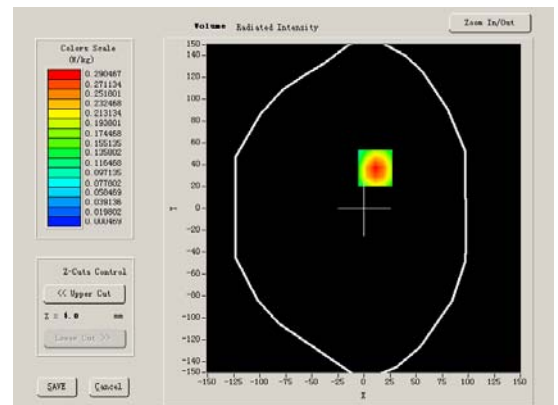 Volume Radiated Intensity
Zoom In/Out
Colors Scale
(W/kg)
0.290467
0.271134
0.251801
0.232468
0.213134
0.193801
0.174468
0.155135
0.135802
0.116468
0.097135
0.077802
0.058469
0.039136
0.019802
0.000469
Z-Cuts Control
<< Upper Cut
Z = 4.0 mm
Lower Cut >>
SAVE Cancel
150
140
120
100
80
60
40
20
0
-20
-40
-60
-80
-100
-120
-140
-150
Y
-150 -125 -100 -75 -50 -25 0 25 50 75 100 125 150
X